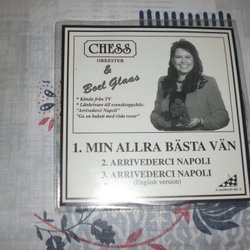 CHESS
ORKESTER
& Boel Glaas
* Kända från TV
* Låtskrivare till svensktoppshits:
"Arrivederci Napoli"
"Ge en bukett med röda rosor"
1. MIN ALLRA BÄSTA VÄN
2. ARRIVEDERCI NAPOLI
3. ARRIVEDERCI NAPOLI
(English version)